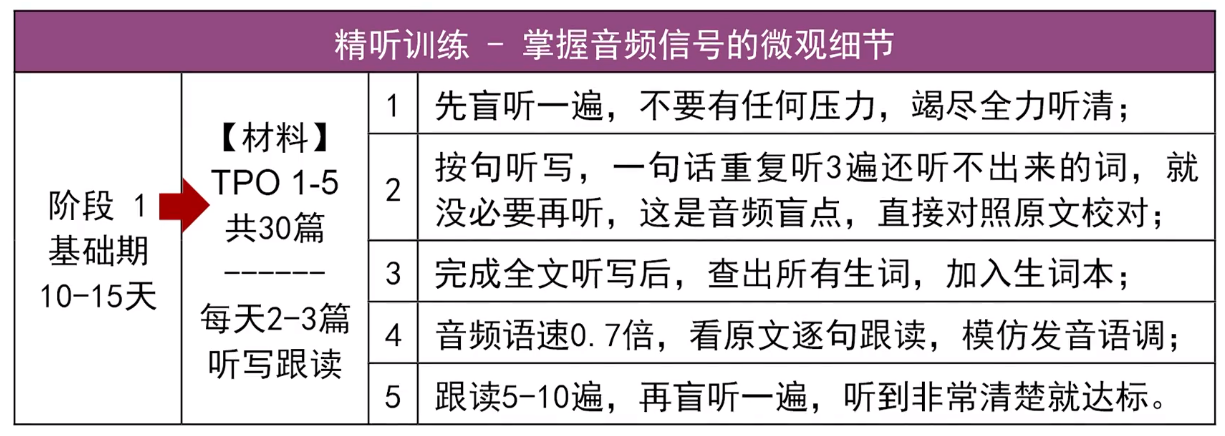 精听训练 - 掌握音频信号的微观细节
阶段 1
基础期
10-15天
【材料】
TPO 1-5
共30篇
------
每天2-3篇
听写跟读
1 先盲听一遍，不要有任何压力，竭尽全力听清；
2 按句听写，一句话重复听3遍还听不出来的词，就
没必要再听，这是音频盲点，直接对照原文校对；
3 完成全文听写后，查出所有生词，加入生词本；
4 音频语速0.7倍，看原文逐句跟读，模仿发音语调；
5 跟读5-10遍，再盲听一遍，听到非常清楚就达标。